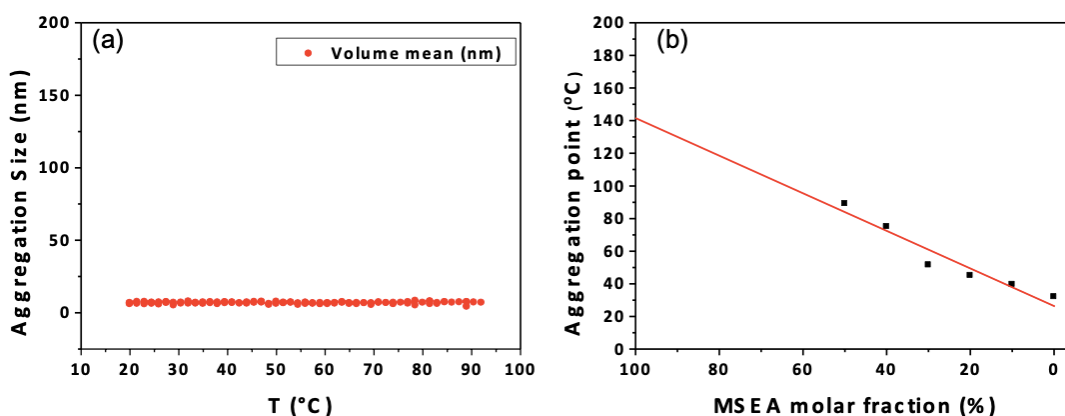 (a)
Volume mean (nm)
Aggregation Size (nm)
200
150
100
50
0
10 20 30 40 50 60 70 80 90 100
T (°C)
(b)
Aggregation point (°C)
200
180
160
140
120
100
80
60
40
20
0
100 80 60 40 20 0
MSEA molar fraction (%)